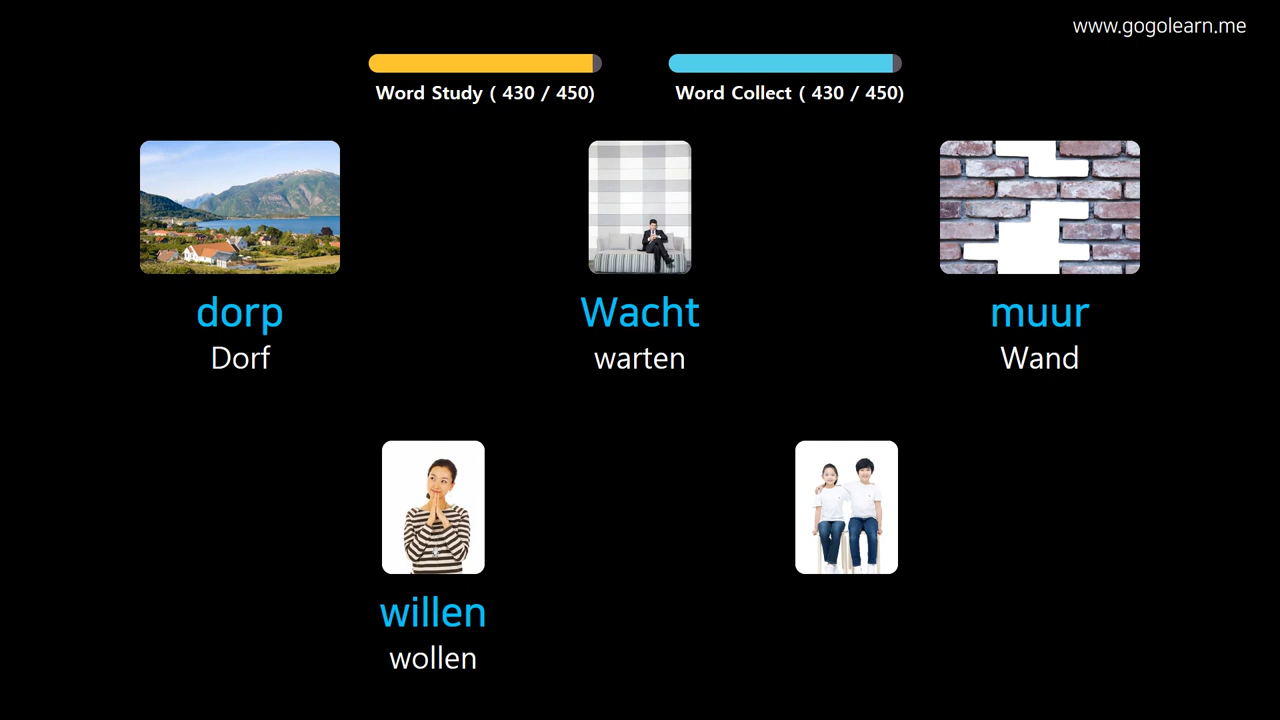 www.gogolearn.me
Word Study ( 430 / 450)
Word Collect ( 430 / 450)
dorp
Dorf
Wacht
warten
muur
Wand
willen
wollen